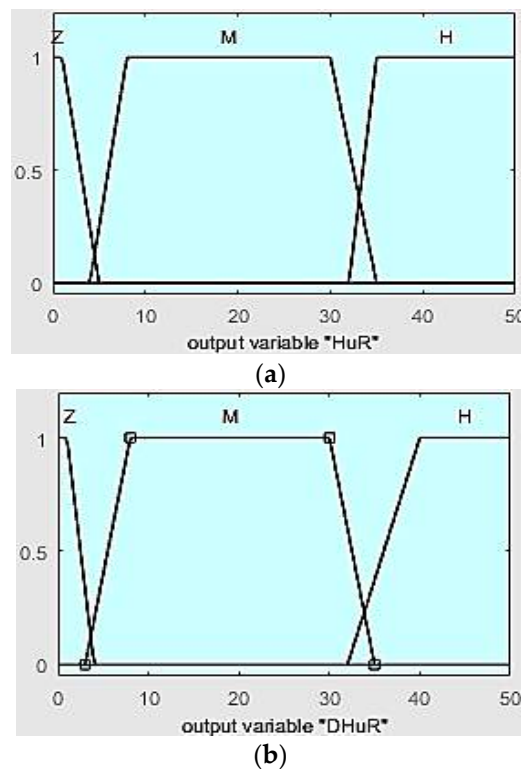 Z M H
1
0.5
0
0 10 20 30 40 50
output variable "HuR"
(a)
Z M H
1
0.5
0
0 10 20 30 40 50
output variable "DHuR"
(b)